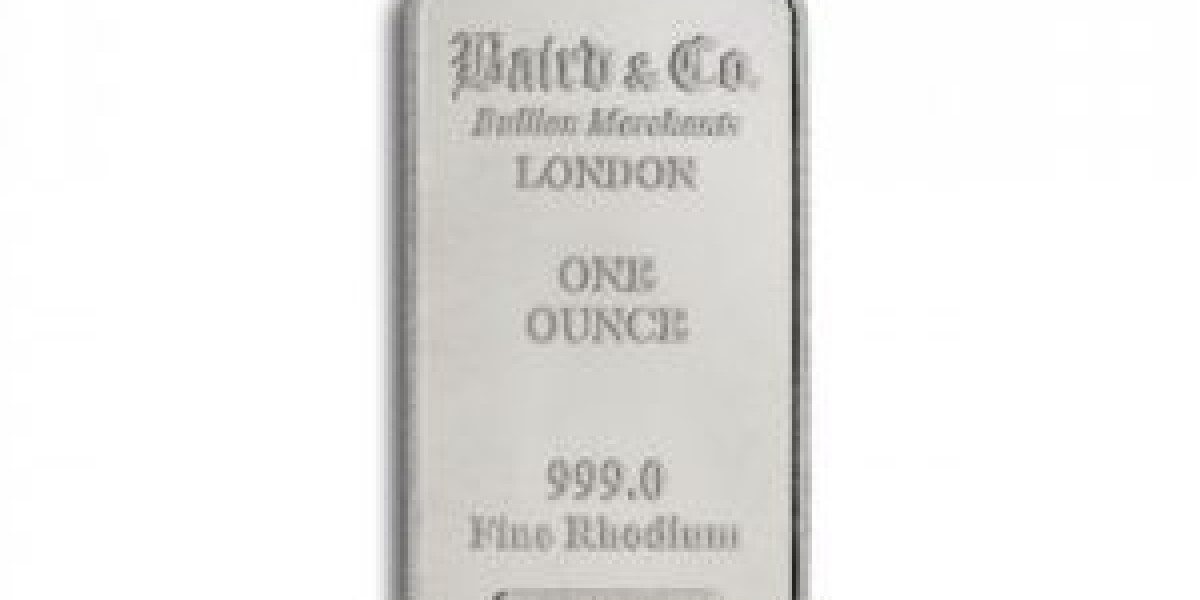 Baird & Co.
Bullion Merchants
LONDON
ONE
OUNCE
999.0
Fine Rhodium